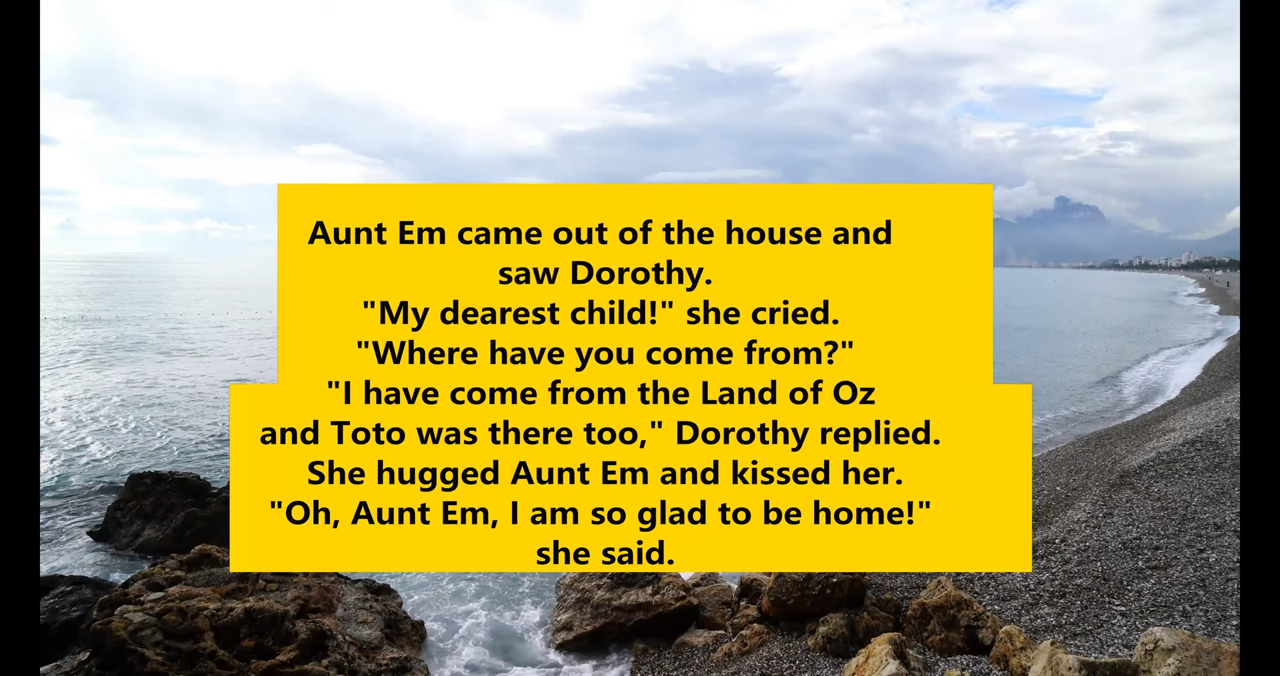 Aunt Em came out of the house and
saw Dorothy.
"My dearest child!" she cried.
"Where have you come from?"
"I have come from the Land of Oz
and Toto was there too," Dorothy replied.
She hugged Aunt Em and kissed her.
"Oh, Aunt Em, I am so glad to be home!"
she said.